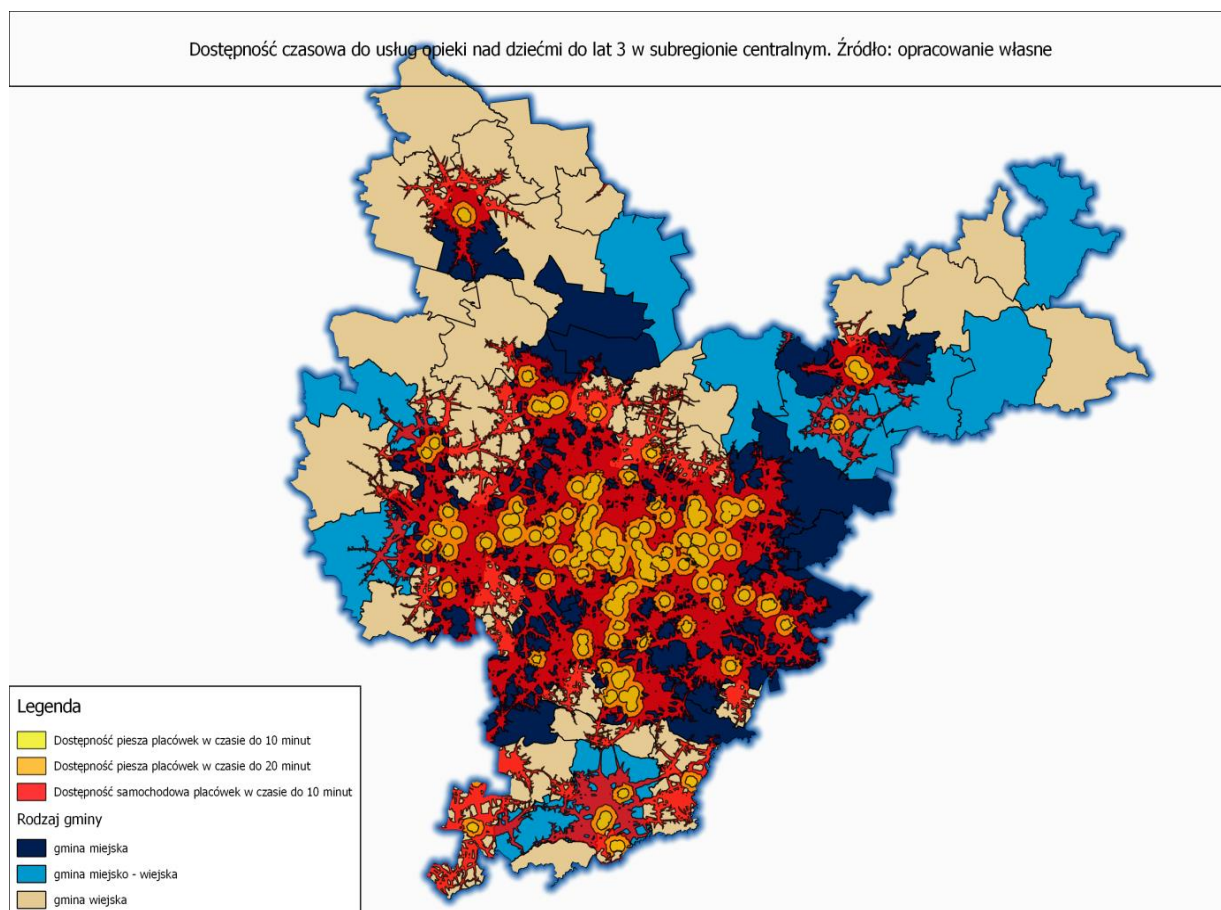 Dostępność czasowa do usług opieki nad dziećmi do lat 3 w subregionie centralnym. Źródło: opracowanie własne
Legenda
Dostępność piesza placówek w czasie do 10 minut
Dostępność piesza placówek w czasie do 20 minut
Dostępność samochodowa placówek w czasie do 10 minut
Rodzaj gminy
gmina miejska
gmina miejsko - wiejska
gmina wiejska